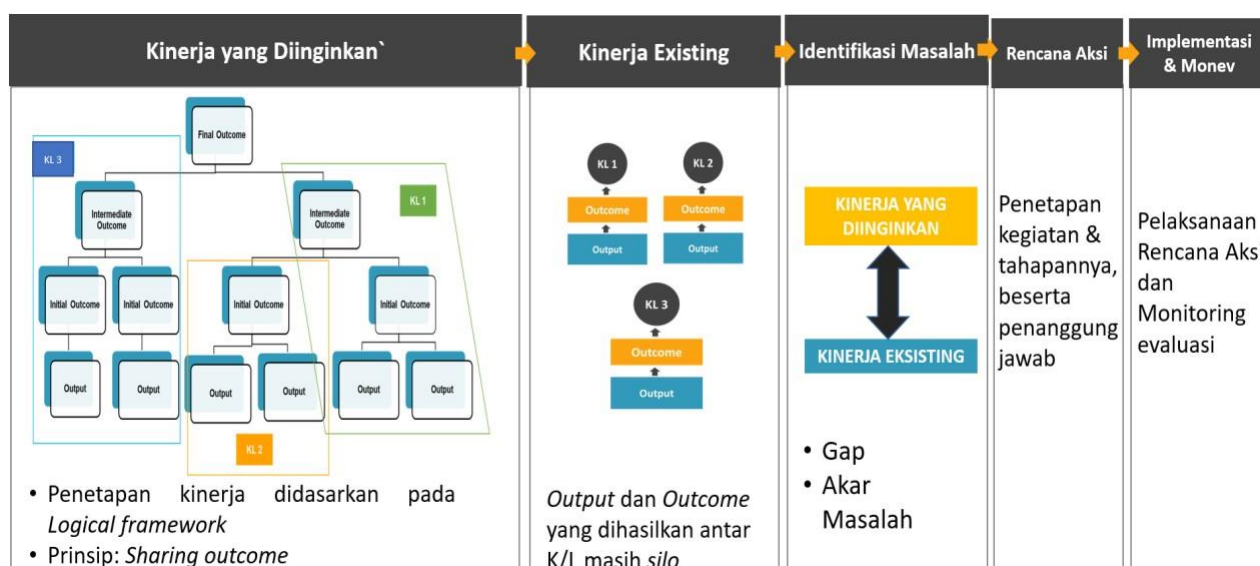 Kinerja yang Diinginkan`
Kinerja Existing
Identifikasi Masalah
Rencana Aksi
Implementasi
& Monev
Final Outcome
KL 3
Intermediate
Outcome
Intermediate
Outcome
KL 1
Initial Outcome
Initial Outcome
Initial Outcome
Initial Outcome
Output
Output
Output
Output
Output
KL 2
• Penetapan kinerja didasarkan pada
Logical framework
• Prinsip: Sharing outcome
KL 1
KL 2
Outcome
Outcome
Output
Output
KL 3
Outcome
Output
Output dan Outcome
yang dihasilkan antar
K/L masih silo
KINERJA YANG
DIINGINKAN
KINERJA EKSISTING
• Gap
• Akar
Masalah
Penetapan
kegiatan &
tahapannya,
beserta
penanggung
jawab
Pelaksanaan
Rencana Aks
dan
Monitoring
evaluasi